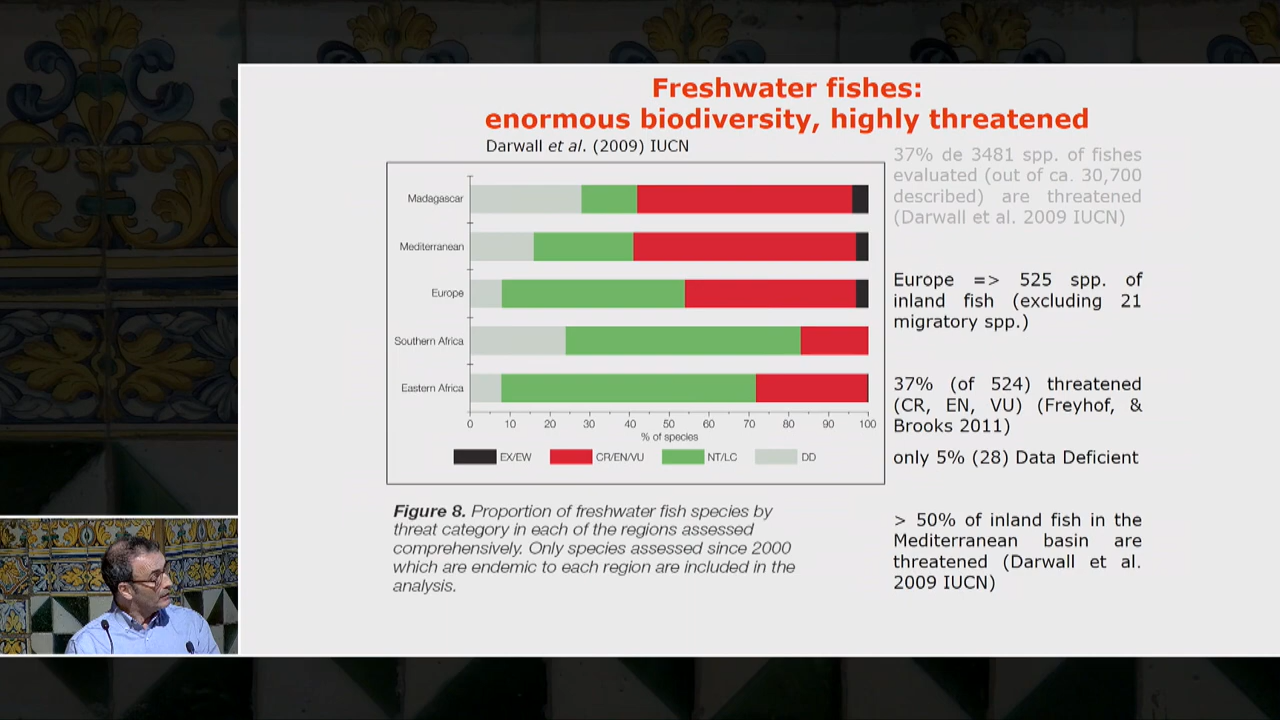 Freshwater fishes:
enormous biodiversity, highly threatened
Darwall et al. (2009) IUCN
Madagascar
Mediterranean
Europe
Southern Africa
Eastern Africa
0 10 20 30 40 50 60 70 80 90 100
% of species
EX/EW CR/EN/VU NT/LC DD
Figure 8. Proportion of freshwater fish species by
threat category in each of the regions assessed
comprehensively. Only species assessed since 2000
which are endemic to each region are included in the
analysis.
37% de 3481 spp. of fishes
evaluated (out of ca. 30,700
described) are threatened
(Darwall et al. 2009 IUCN)
Europe => 525 spp. of
inland fish (excluding 21
migratory spp.)
37% (of 524) threatened
(CR, EN, VU) (Freyhof, &
Brooks 2011)
only 5% (28) Data Deficient
> 50% of inland fish in the
Mediterranean basin are
threatened (Darwall et al.
2009 IUCN)